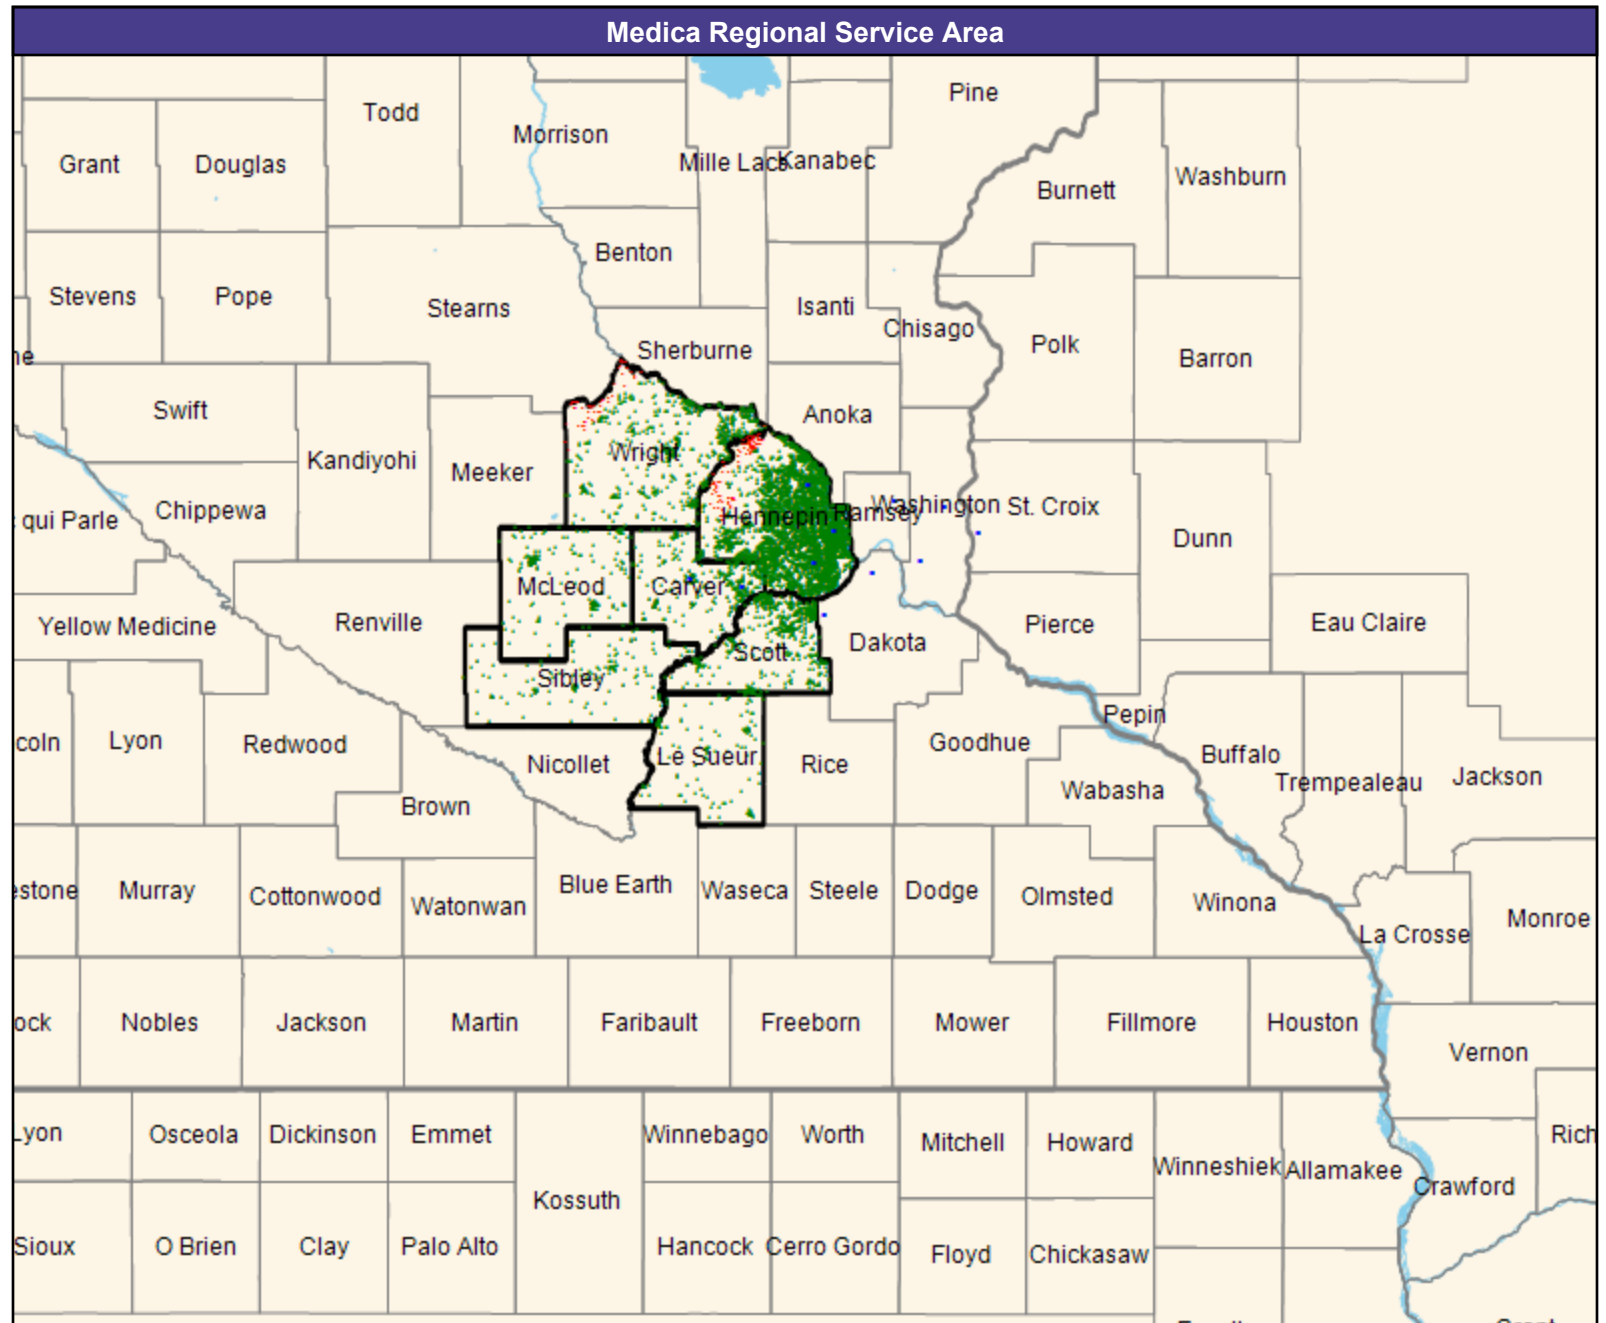 Medica Regional Service Area
Pine
Todd
Morrison
Mille Lacs
Kanabec
Grant
Douglas
Washburn
Burnett
Benton
Stevens
Pope
Stearns
Isanti
Chisago
Sherburne
Polk
Barron
ne
Swift
Anoka
Wright
Kandiyohi
Meeker
Chippewa
qui Parle
Hennepin
Ramsey
Washington
St. Croix
Dunn
McLeod
Carver
Yellow Medicine
Renville
Pierce
Eau Claire
Dakota
Scott
Sibley
Pepin
coln
Lyon
Redwood
Nicollet
Le Sueur
Rice
Goodhue
Buffalo
Trempealeau
Jackson
Wabasha
Brown
estone
Murray
Cottonwood
Watonwan
Blue Earth
Waseca
Steele
Dodge
Olmsted
Winona
La Crosse
Monroe
ock
Nobles
Jackson
Martin
Faribault
Freeborn
Mower
Fillmore
Houston
Vernon
Lyon
Osceola
Dickinson
Emmet
Winnebago
Worth
Mitchell
Howard
Winneshiek
Allamakee
Crawford
Rich
Kossuth
Sioux
O Brien
Clay
Palo Alto
Hancock
Cerro Gordo
Floyd
Chickasaw